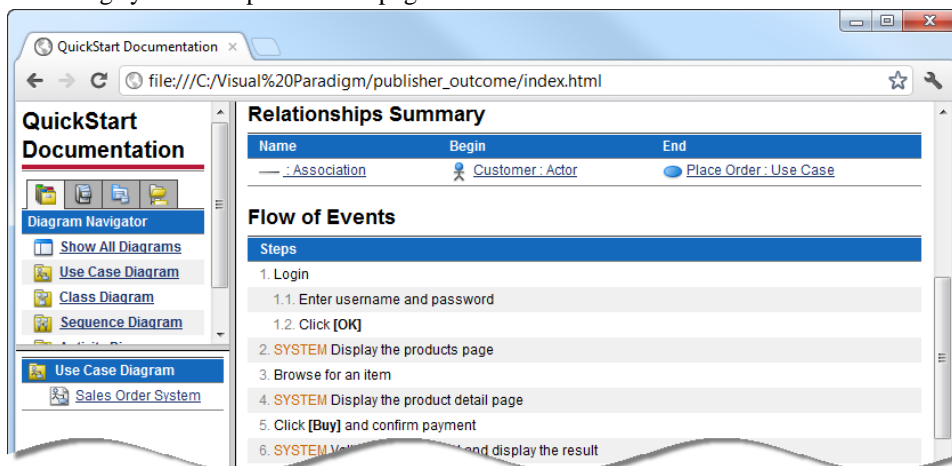 QuickStart Documentation
file:///C:/Visual%20Paradigm/publisher_outcome/index.html
QuickStart
Documentation
Diagram Navigator
Show All Diagrams
Use Case Diagram
Class Diagram
Sequence Diagram
Use Case Diagram
Sales Order System
Relationships Summary
Name Begin End
_: Association Customer : Actor Place Order : Use Case
Flow of Events
Steps
1. Login
1.1. Enter username and password
1.2. Click [OK]
2. SYSTEM Display the products page
3. Browse for an item
4. SYSTEM Display the product detail page
5. Click [Buy] and confirm payment
6. SYSTEM and display the result